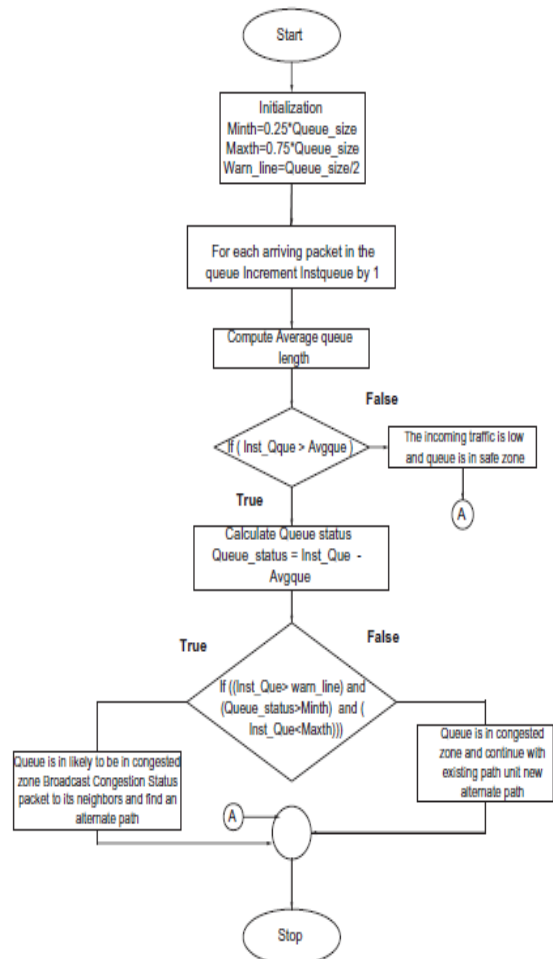 Start
Initialization
Minth=0.25*Queue_size
Maxth=0.75*Queue_size
Warn_line=Queue_size/2
For each arriving packet in the
queue Increment Instqueue by 1
Compute Average queue
length
False
If ( Inst_Qque > Avgque )
The incoming traffic is low
and queue is in safe zone
A
True
Calculate Queue status
Queue_status = Inst_Que -
Avgque
True
False
If ((Inst_Que> warn_line) and
(Queue_status>Minth) and (
Inst_Que<Maxth)))
Queue is in likely to be in congested
zone Broadcast Congestion Status
packet to its neighbors and find an
alternate path
Queue is in congested
zone and continue with
existing path unit new
alternate path
A
Stop